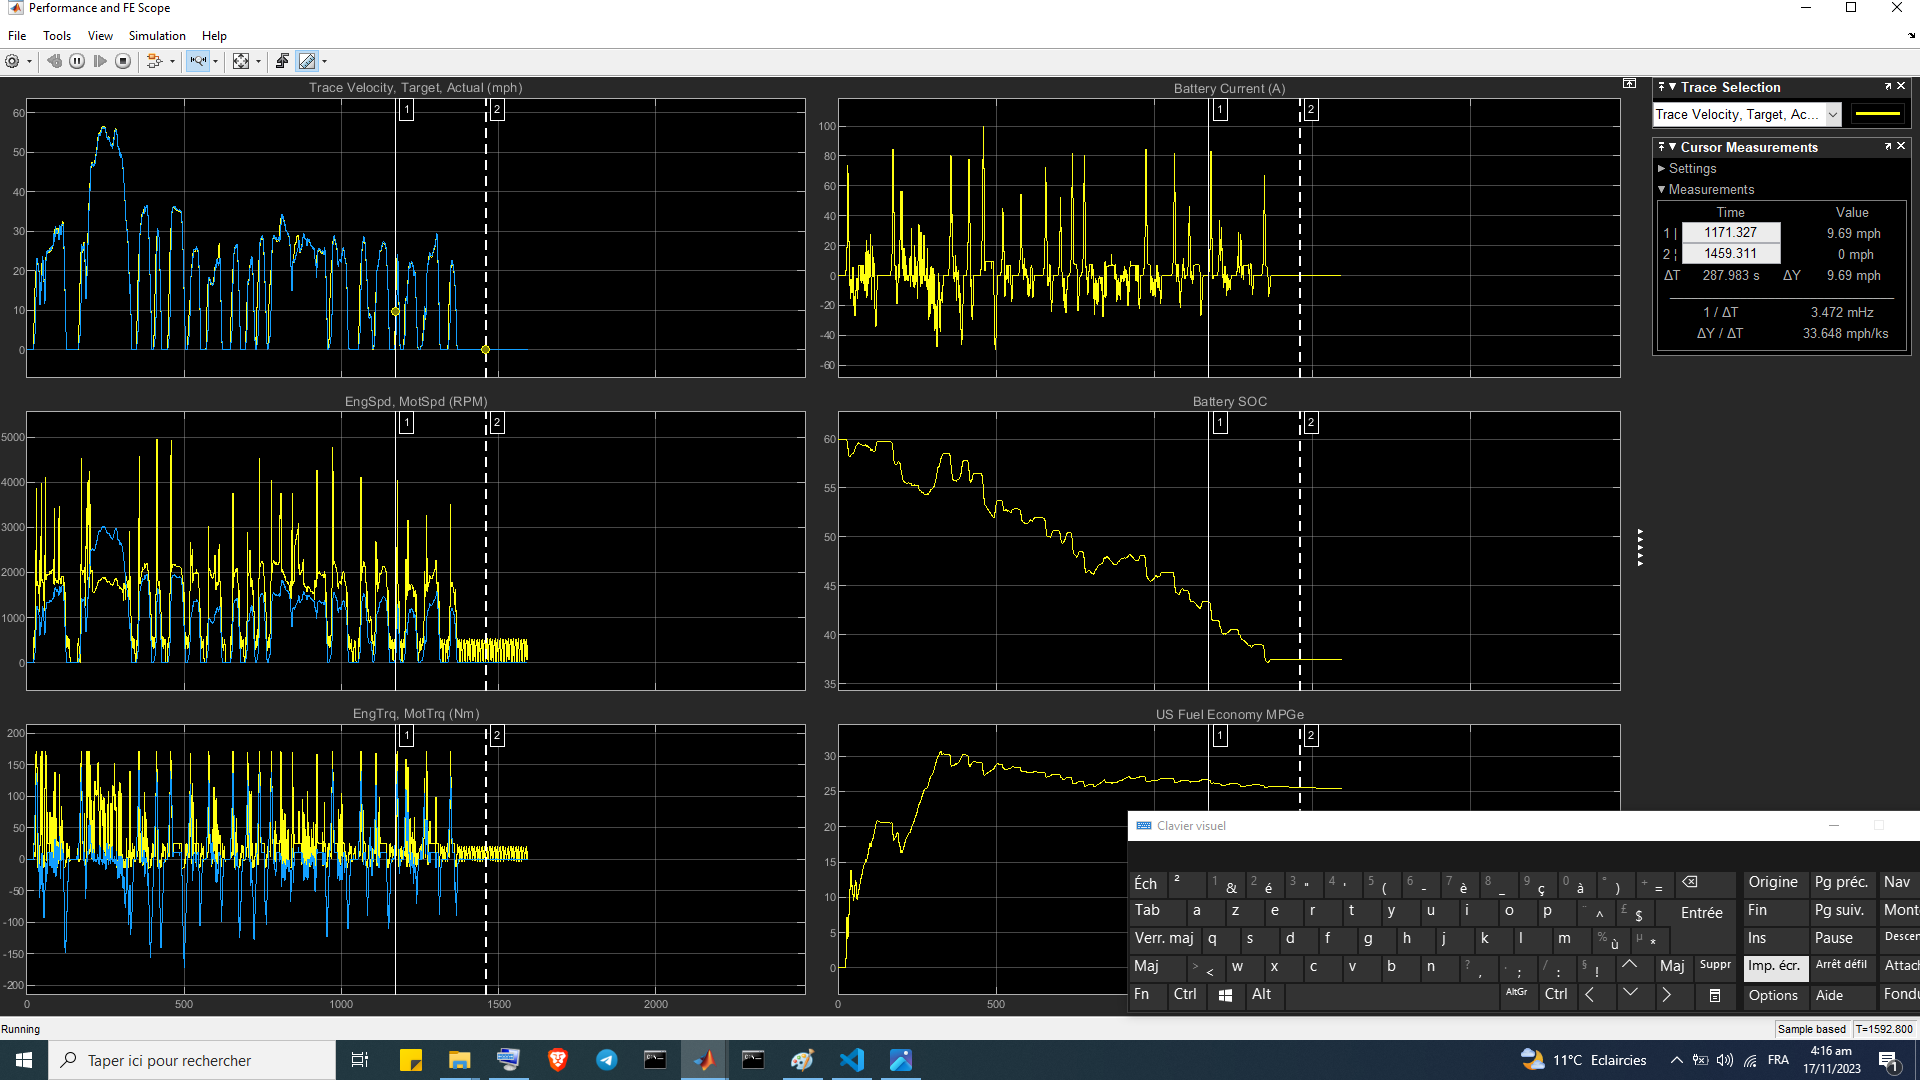 Performance and FE Scope
File Tools View Simulation Help
Trace Velocity, Target, Actual (mph)
60
50
40
30
20
10
0
1
2
Battery Current (A)
100
80
60
40
20
0
-20
-40
-60
1
2
EngSpd, MotSpd (RPM)
5000
4000
3000
2000
1000
0
1
2
Battery SOC
60
55
50
45
40
35
1
2
EngTrq, MotTrq (Nm)
200
150
100
50
0
-50
-100
-150
-200
1
2
0 500 1000 1500 2000
US Fuel Economy MPGe
30
25
20
15
10
5
0
1
2
0 500
Trace Selection
Trace Velocity, Target, Ac...
Cursor Measurements
Settings
Measurements
Time Value
1 | 1171.327 9.69 mph
2 ¦ 1459.311 0 mph
ΔT 287.983 s ΔY 9.69 mph
1 / ΔT 3.472 mHz
ΔY / ΔT 33.648 mph/ks
Clavier visuel
Éch ² 1 & 2 é 3 " 4 ' 5 ( 6 - 7 è 8 _ 9 ç 0 à ° ) + = Origine Pg préc. Nav
Tab a z e r t y u i o p ¨ ^ £ $ Entrée Fin Pg suiv. Mont
Verr. maj q s d f g h j k l m % ù µ * Ins Pause Descen
Maj > < w x c v b n ? , . ; / : § ! Maj Suppr Imp. écr. Arrêt défil Attach
Fn Ctrl Alt AltGr Ctrl Options Aide Fondu
Running
Sample based T=1592.800
Taper ici pour rechercher
11°C Eclaircies
FRA
4:16 am
17/11/2023
1